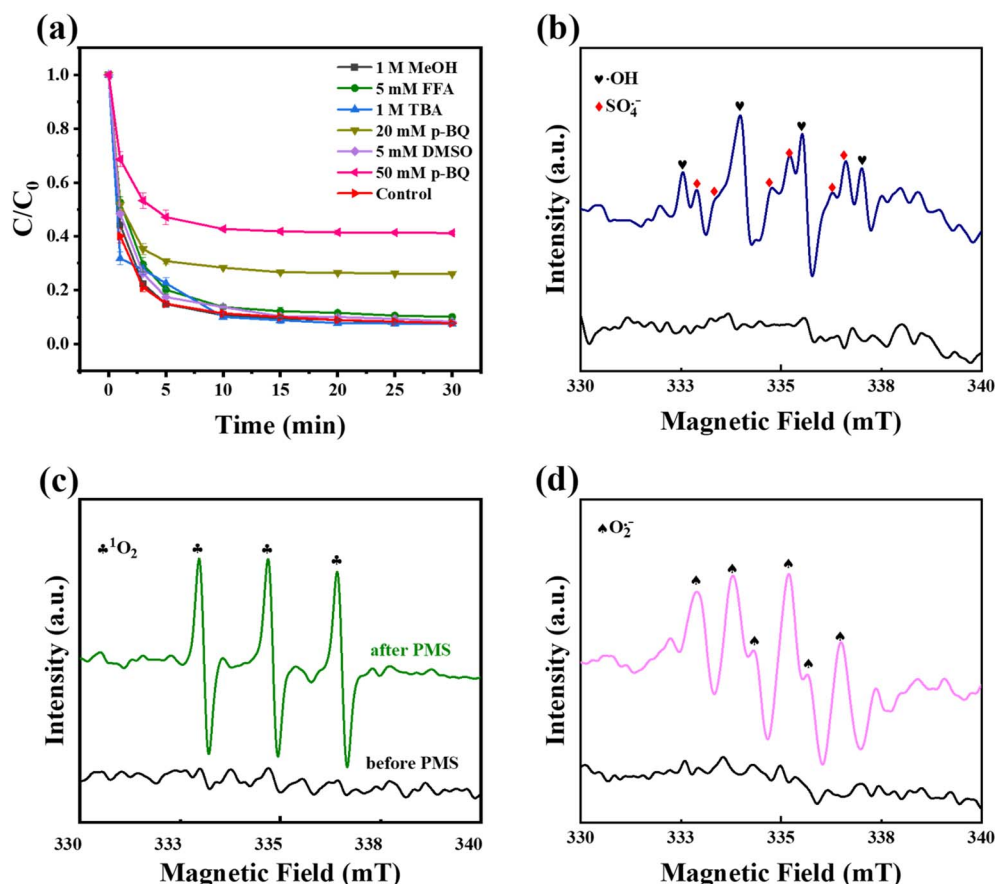 (a)
1 M MeOH
5 mM FFA
1 M TBA
20 mM p-BQ
5 mM DMSO
50 mM p-BQ
Control
C/C₀
1.0
0.8
0.6
0.4
0.2
0.0
0 5 10 15 20 25 30
Time (min)
(b)
♥ ·OH
♦ SO₄·⁻
Intensity (a.u.)
330 333 335 338 340
Magnetic Field (mT)
(c)
♣ ¹O₂
after PMS
before PMS
Intensity (a.u.)
330 333 335 338 340
Magnetic Field (mT)
(d)
♠ O₂·⁻
Intensity (a.u.)
330 333 335 338 340
Magnetic Field (mT)